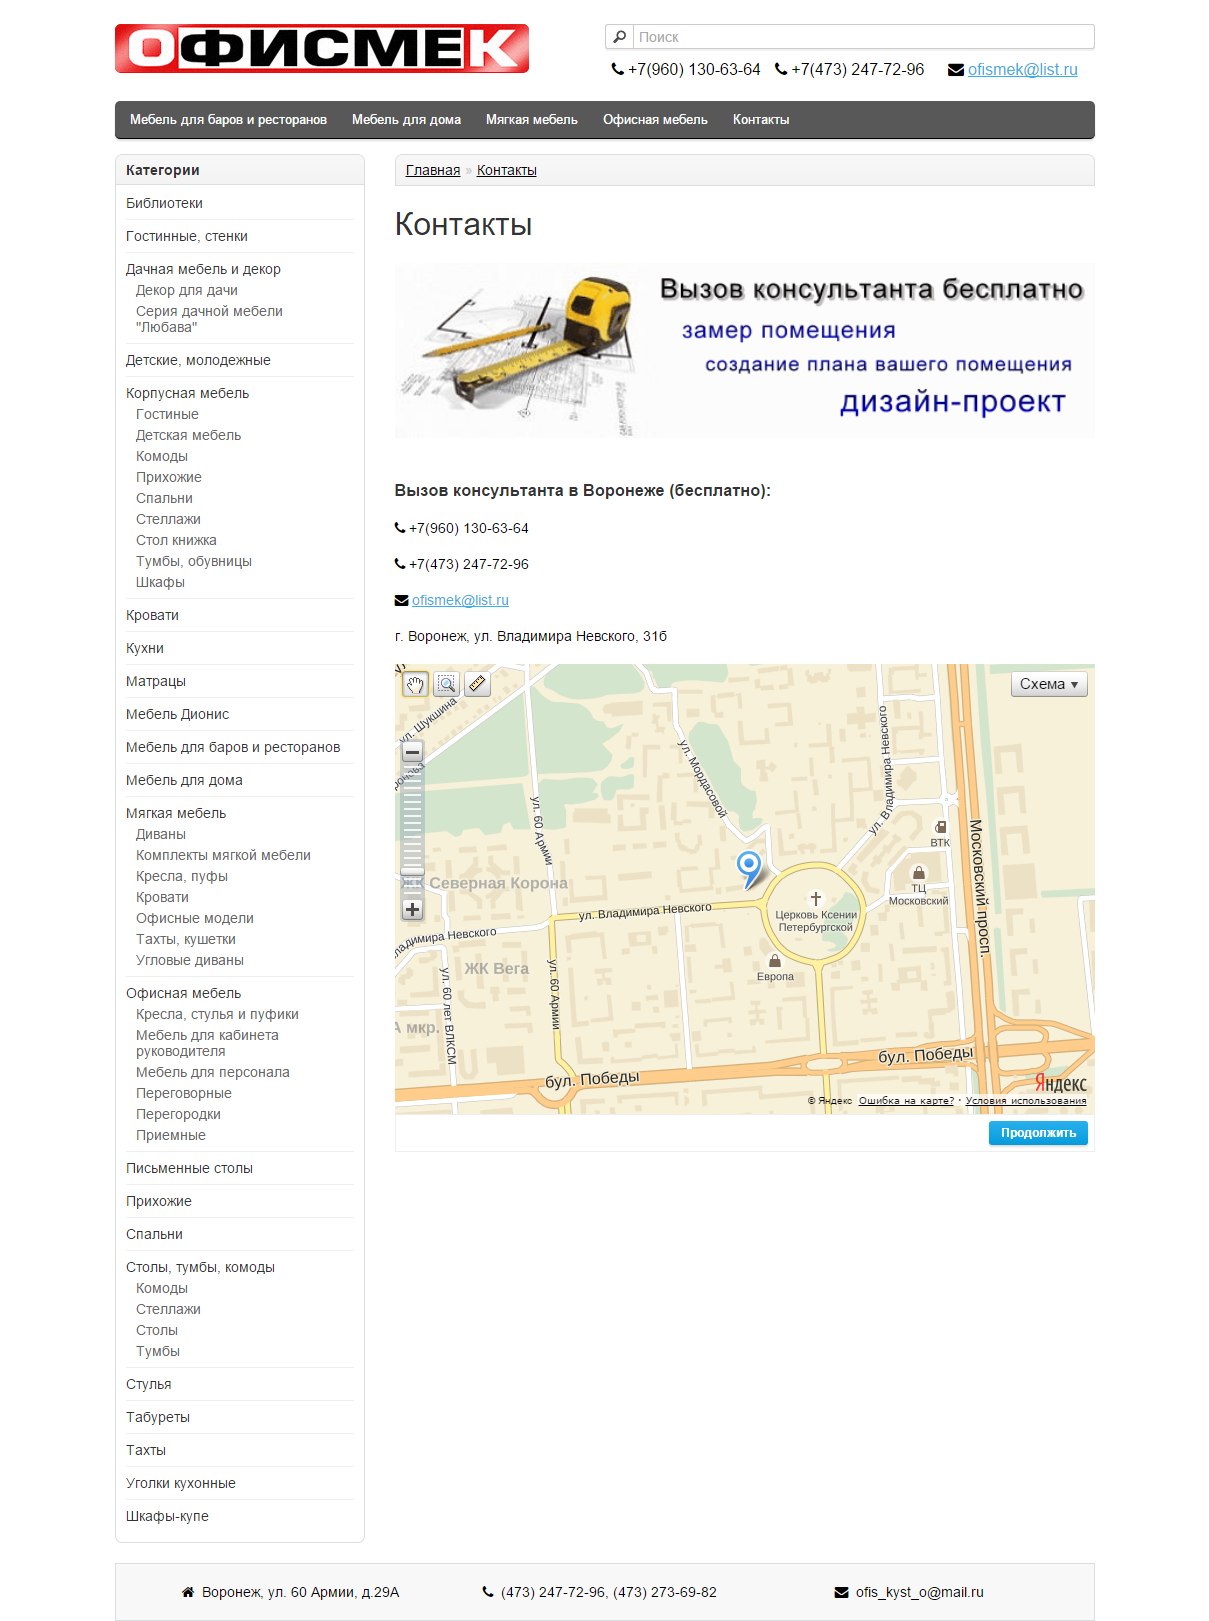 ОФИСМЕК
Поиск
+7(960) 130-63-64 +7(473) 247-72-96 ofismek@list.ru
Мебель для баров и ресторанов Мебель для дома Мягкая мебель Офисная мебель Контакты
Категории
Библиотеки
Гостинные, стенки
Дачная мебель и декор
Декор для дачи
Серия дачной мебели
"Любава"
Детские, молодежные
Корпусная мебель
Гостиные
Детская мебель
Комоды
Прихожие
Спальни
Стеллажи
Стол книжка
Тумбы, обувницы
Шкафы
Кровати
Кухни
Матрацы
Мебель Дионис
Мебель для баров и ресторанов
Мебель для дома
Мягкая мебель
Диваны
Комплекты мягкой мебели
Кресла, пуфы
Кровати
Офисные модели
Тахты, кушетки
Угловые диваны
Офисная мебель
Кресла, стулья и пуфики
Мебель для кабинета
руководителя
Мебель для персонала
Переговорные
Перегородки
Приемные
Письменные столы
Прихожие
Спальни
Столы, тумбы, комоды
Комоды
Стеллажи
Столы
Тумбы
Стулья
Табуреты
Тахты
Уголки кухонные
Шкафы-купе
Главная » Контакты
Контакты
Вызов консультанта бесплатно
замер помещения
создание плана вашего помещения
дизайн-проект
Вызов консультанта в Воронеже (бесплатно):
+7(960) 130-63-64
+7(473) 247-72-96
ofismek@list.ru
г. Воронеж, ул. Владимира Невского, 31б
Схема
ул. Шукшина
ул. Мордасовой
ул. Владимира Невского
ул. 60 Армии
ВТК
Московский просп.
ЖК Северная Корона
ТЦ
Московский
ул. Владимира Невского
Церковь Ксении
Петербургской
ладимира Невского
ЖК Вега
Европа
ул. 60 Армии
ул. 60 лет ВЛКСМ
А мкр.
бул. Победы
бул. Победы
Яндекс
© Яндекс Ошибка на карте? · Условия использования
Продолжить
Воронеж, ул. 60 Армии, д.29А (473) 247-72-96, (473) 273-69-82 ofis_kyst_o@mail.ru